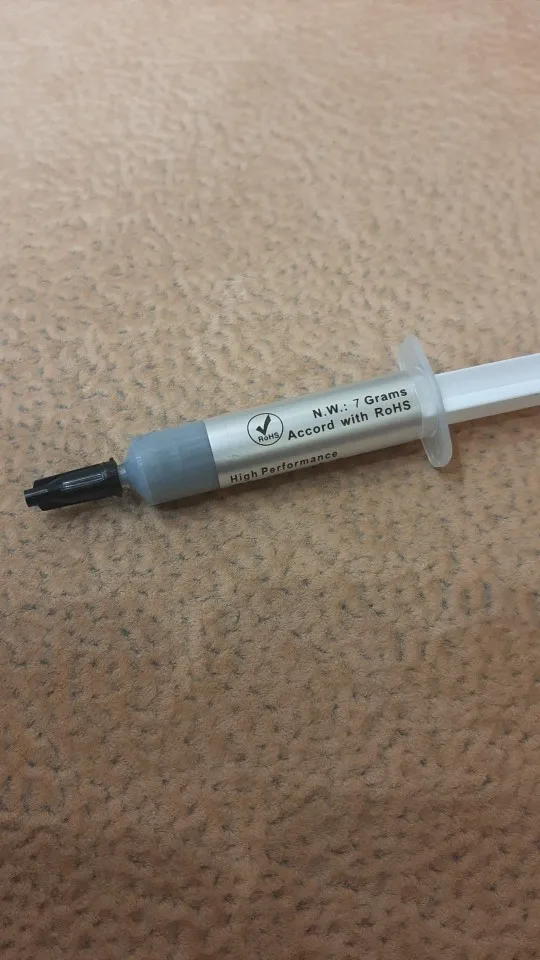 N.W.: 7 Grams
RoHS
Accord with RoHS
High Performance